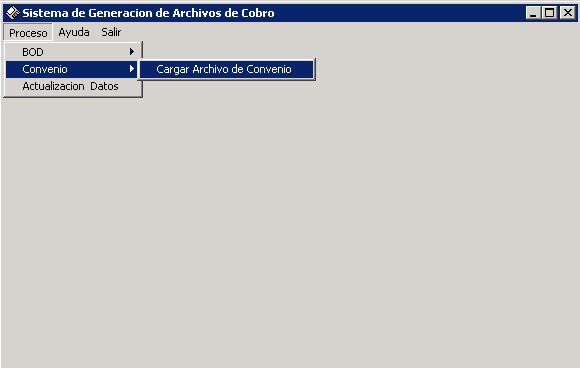 Sistema de Generacion de Archivos de Cobro
Proceso Ayuda Salir
BOD
Convenio Cargar Archivo de Convenio
Actualizacion Datos